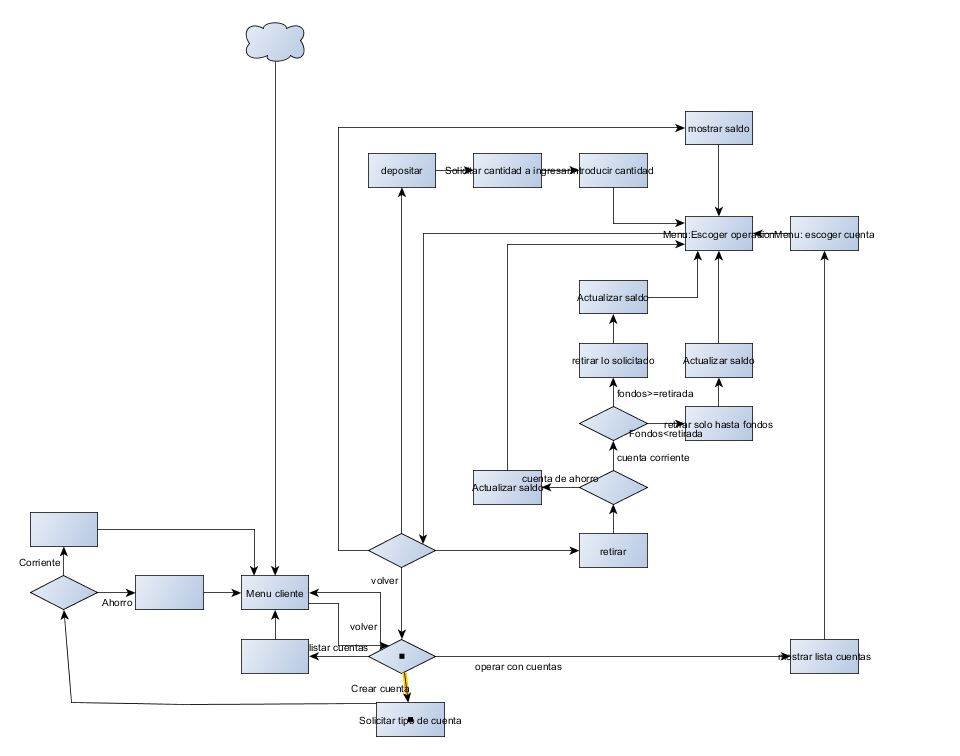 mostrar saldo
depositar
Solicitar cantidad a ingresar
Introducir cantidad
Menu:Escoger operacion
Menu: escoger cuenta
Actualizar saldo
retirar lo solicitado
Actualizar saldo
fondos>=retirada
retirar solo hasta fondos
Fondos<retirada
cuenta corriente
cuenta de ahorro
Actualizar saldo
retirar
Corriente
volver
Menu cliente
Ahorro
volver
listar cuentas
mostrar lista cuentas
operar con cuentas
Crear cuenta
Solicitar tipo de cuenta